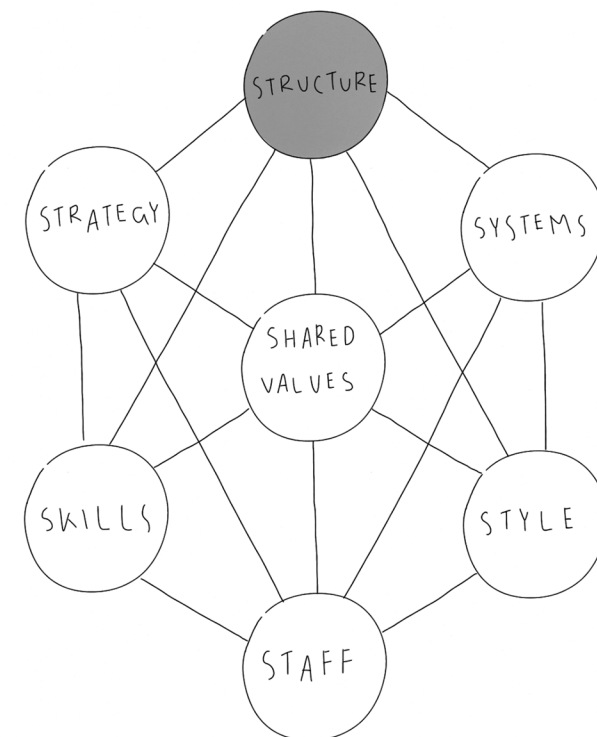 STRUCTURE
STRATEGY
SYSTEMS
SHARED
VALUES
SKILLS
STYLE
STAFF